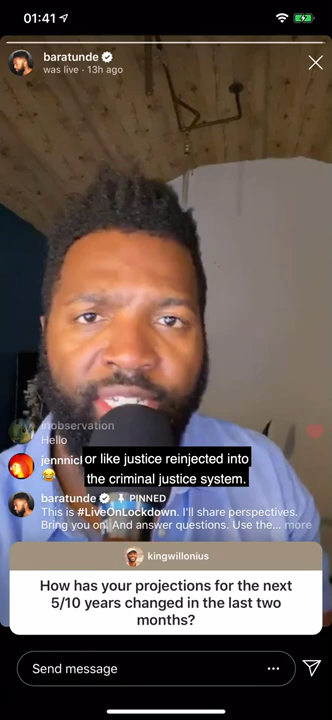 01:41
baratunde
was live · 13h ago
inobservation
Hello
jennnicl
or like justice reinjected into
the criminal justice system.
baratunde PINNED
This is #LiveOnLockdown. I'll share perspectives.
Bring you on! And answer questions. Use the... more
kingwillonius
How has your projections for the next
5/10 years changed in the last two
months?
Send message